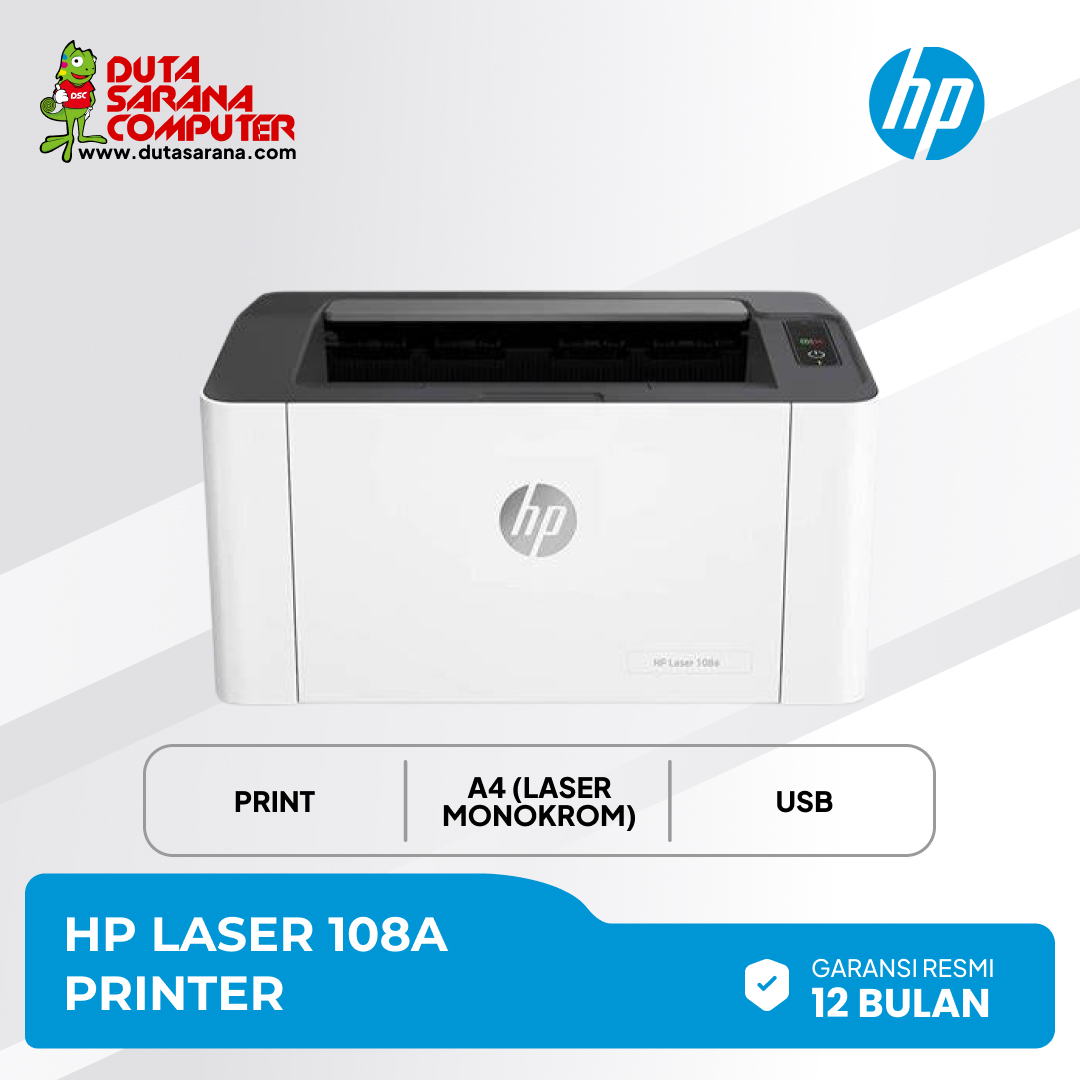 DUTA
SARANA
COMPUTER
DSC
www.dutasarana.com
hp
hp
HP Laser 108a
PRINT
A4 (LASER
MONOKROM)
USB
HP LASER 108A
PRINTER
GARANSI RESMI
12 BULAN